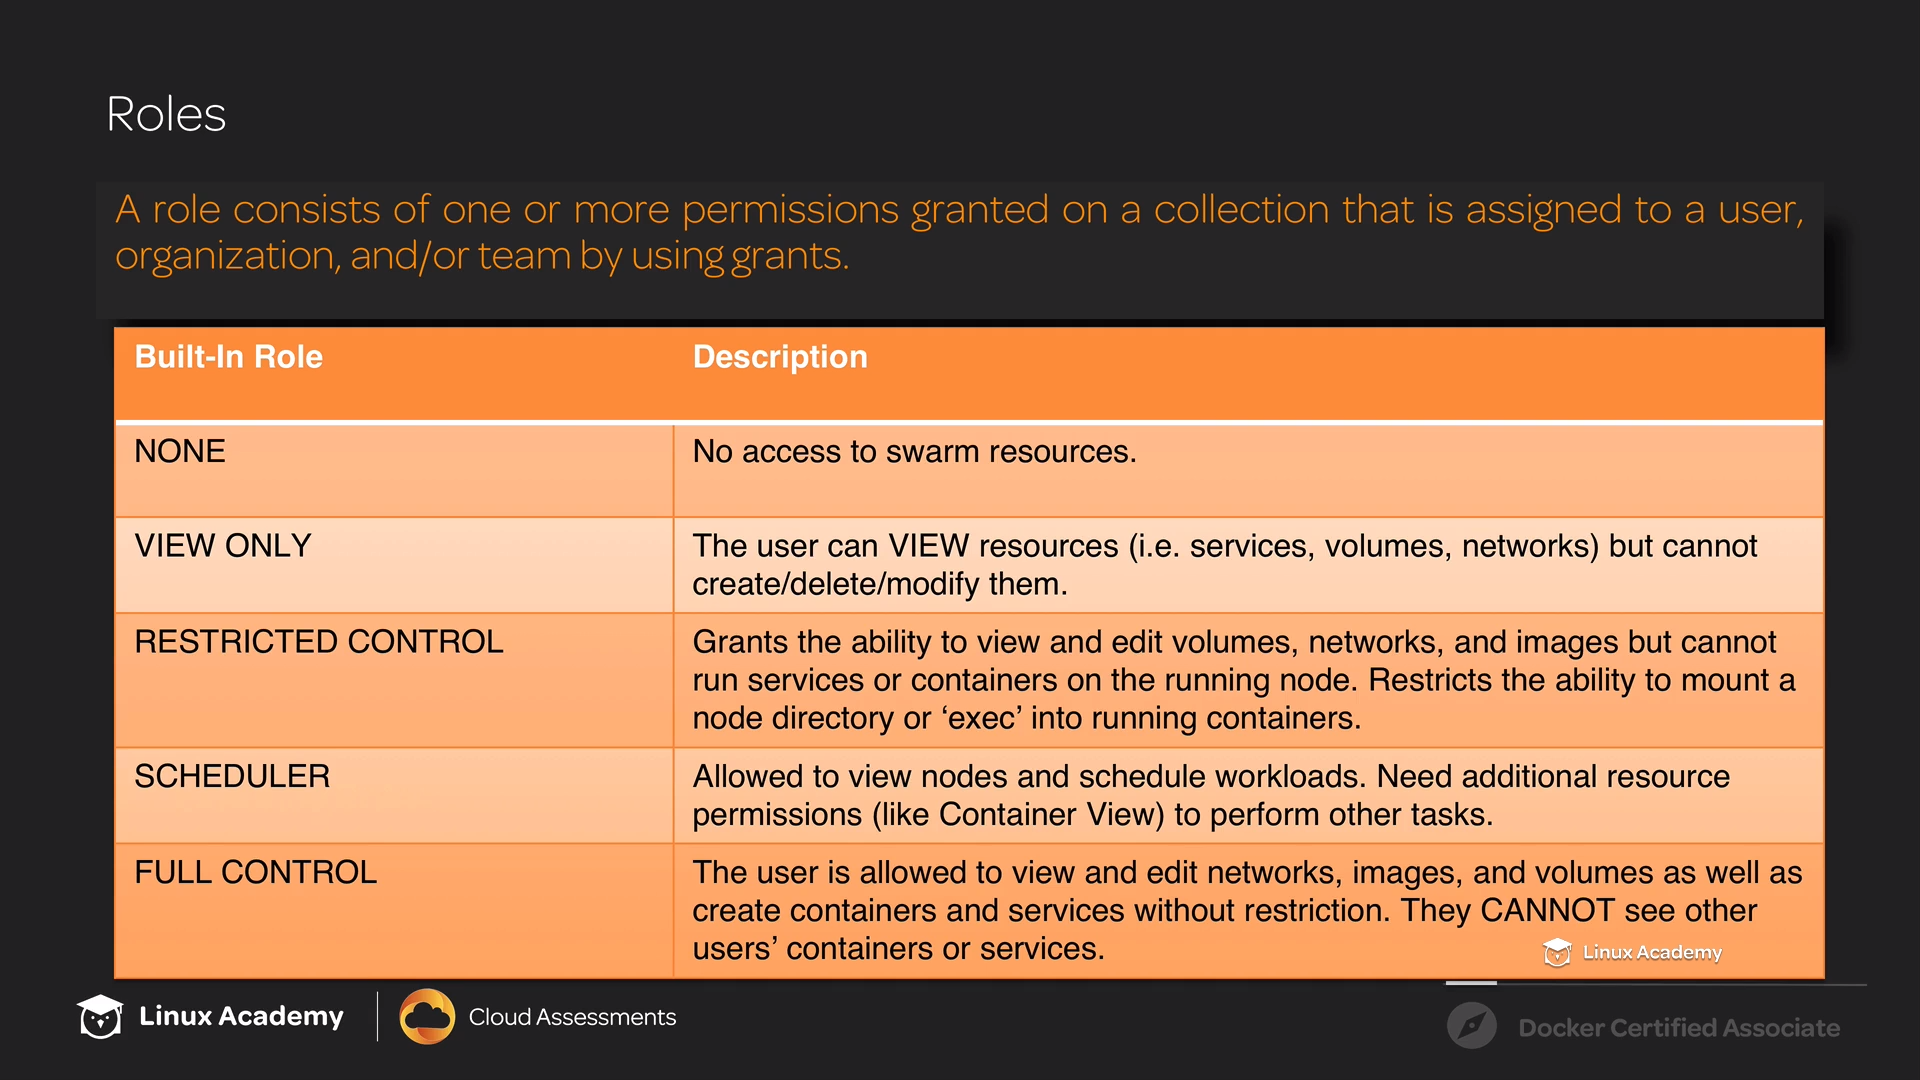 Roles
A role consists of one or more permissions granted on a collection that is assigned to a user,
organization, and/or team by using grants.
Built-In Role
Description
NONE
No access to swarm resources.
VIEW ONLY
The user can VIEW resources (i.e. services, volumes, networks) but cannot
create/delete/modify them.
RESTRICTED CONTROL
Grants the ability to view and edit volumes, networks, and images but cannot
run services or containers on the running node. Restricts the ability to mount a
node directory or ‘exec’ into running containers.
SCHEDULER
Allowed to view nodes and schedule workloads. Need additional resource
permissions (like Container View) to perform other tasks.
FULL CONTROL
The user is allowed to view and edit networks, images, and volumes as well as
create containers and services without restriction. They CANNOT see other
users’ containers or services.
Linux Academy
Linux Academy
Cloud Assessments
Docker Certified Associate